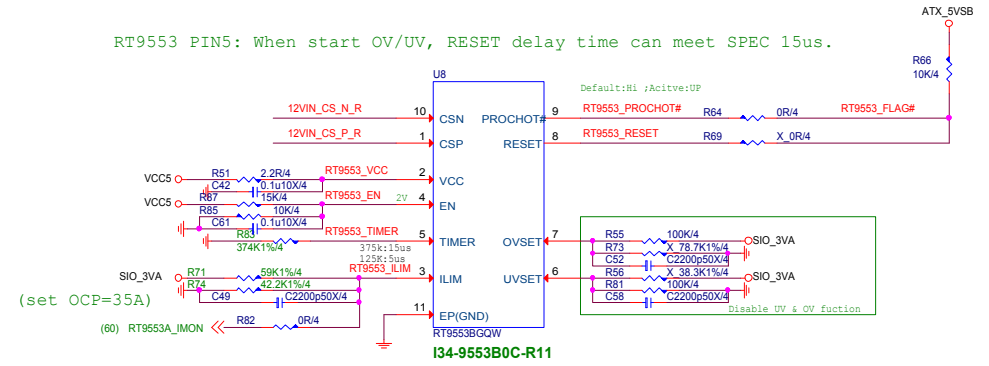 ATX_5VSB
RT9553 PIN5: When start OV/UV, RESET delay time can meet SPEC 15us.
R66
10K/4
U8
Default:Hi ;Acitve:UP
12VIN_CS_N_R
10
CSN
PROCHOT#
9
RT9553_PROCHOT#
R64
0R/4
RT9553_FLAG#
12VIN_CS_P_R
1
CSP
RESET
8
RT9553_RESET
R69
X_0R/4
VCC5
R51
2.2R/4
RT9553_VCC
2
VCC
C42
0.1u10X/4
VCC5
R87
15K/4
RT9553_EN
2V
4
EN
R85
10K/4
C61
0.1u10X/4
R83
374K1%/4
RT9553_TIMER
375k:15us
125K:5us
5
TIMER
OVSET
7
R55
100K/4
SIO_3VA
R73
X_78.7K1%/4
C52
C2200p50X/4
SIO_3VA
R71
59K1%/4
RT9553_ILIM
3
ILIM
UVSET
6
R56
X_38.3K1%/4
SIO_3VA
R74
42.2K1%/4
R81
100K/4
C49
C2200p50X/4
C58
C2200p50X/4
(set OCP=35A)
Disable UV & OV fuction
(60)
RT9553A_IMON
R82
0R/4
11
EP(GND)
RT9553BGQW
I34-9553B0C-R11